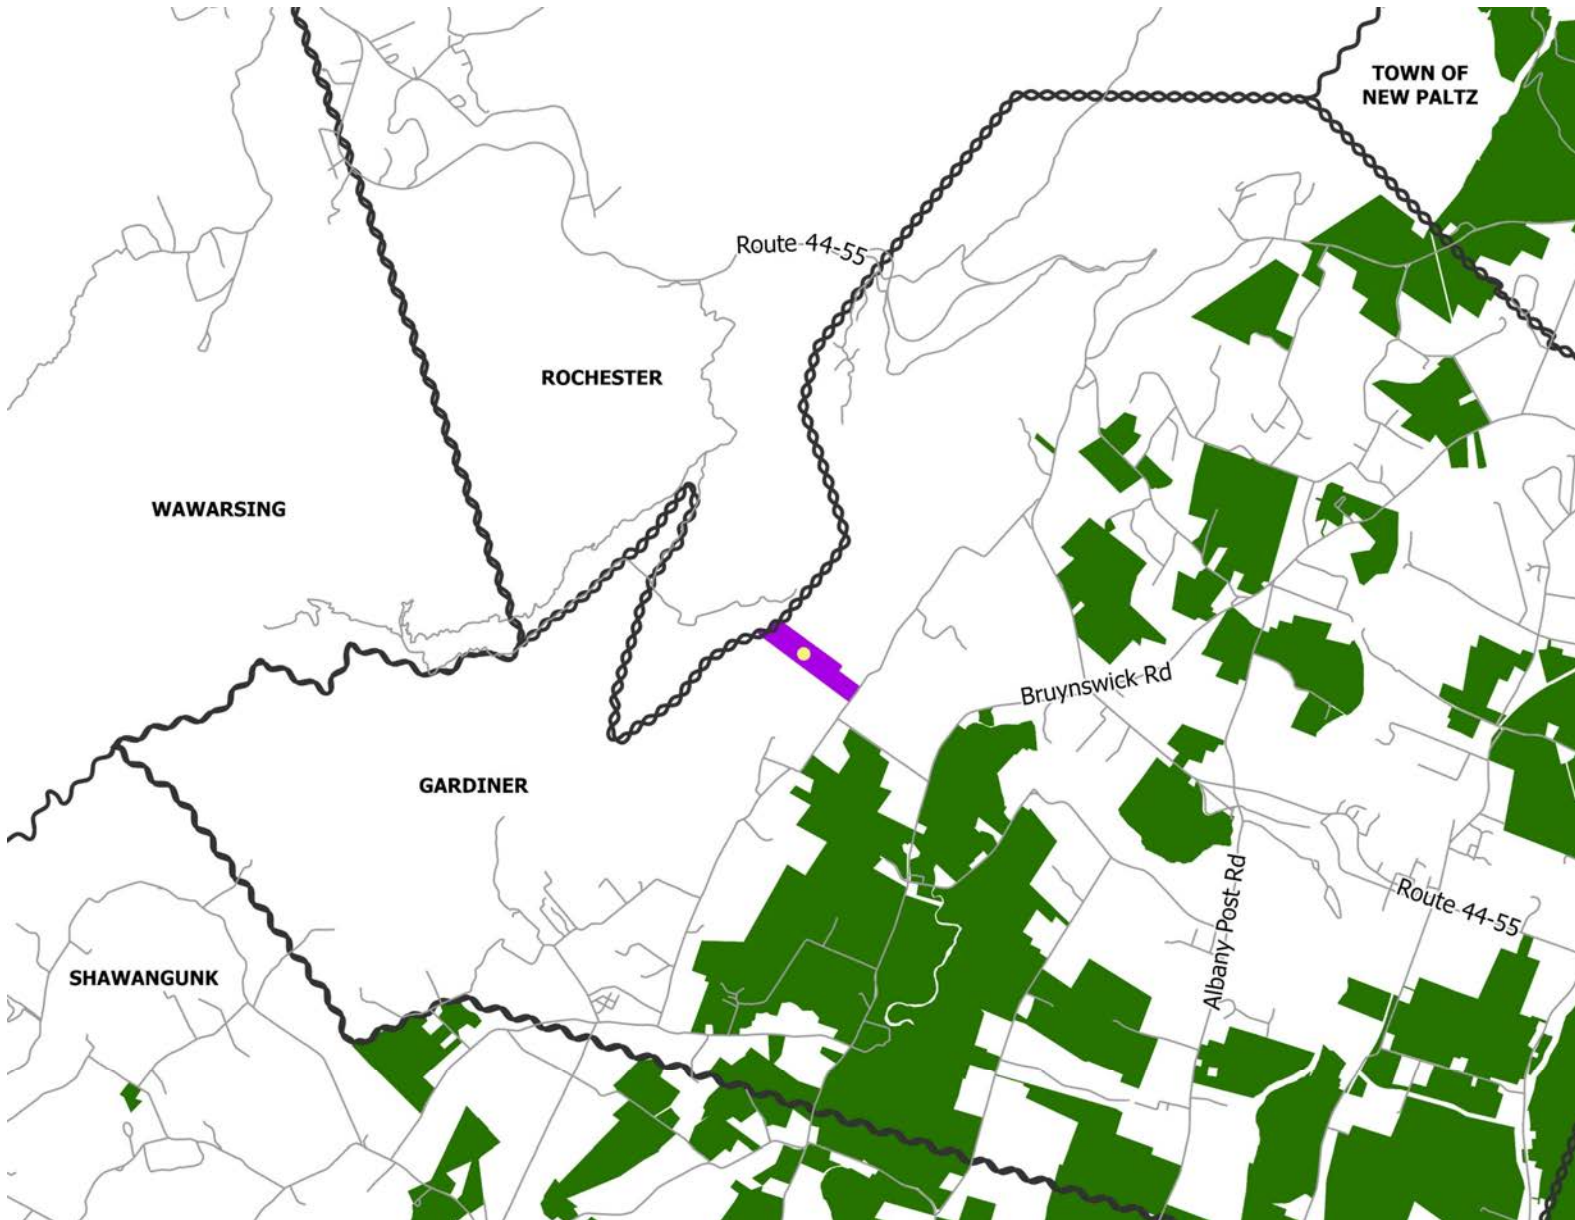 TOWN OF
NEW PALTZ
Route 44-55
ROCHESTER
WAWARSING
Bruynswick Rd
GARDINER
Albany Post Rd
Route 44-55
SHAWANGUNK